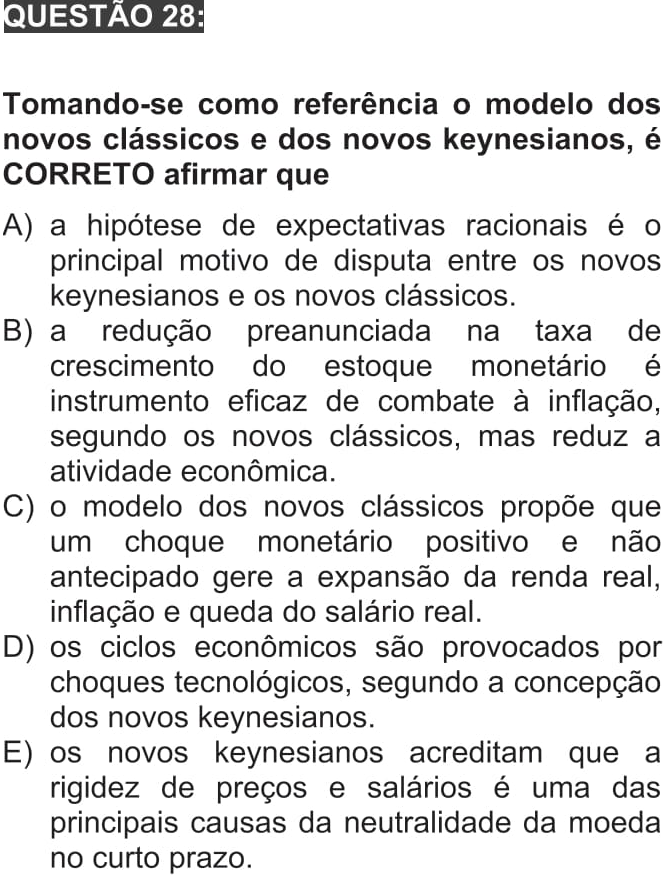 QUESTÃO 28:
Tomando-se como referência o modelo dos
novos clássicos e dos novos keynesianos, é
CORRETO afirmar que
A) a hipótese de expectativas racionais é o
principal motivo de disputa entre os novos
keynesianos e os novos clássicos.
B) a redução preanunciada na taxa de
crescimento do estoque monetário é
instrumento eficaz de combate à inflação,
segundo os novos clássicos, mas reduz a
atividade econômica.
C) o modelo dos novos clássicos propõe que
um choque monetário positivo e não
antecipado gere a expansão da renda real,
inflação e queda do salário real.
D) os ciclos econômicos são provocados por
choques tecnológicos, segundo a concepção
dos novos keynesianos.
E) os novos keynesianos acreditam que a
rigidez de preços e salários é uma das
principais causas da neutralidade da moeda
no curto prazo.